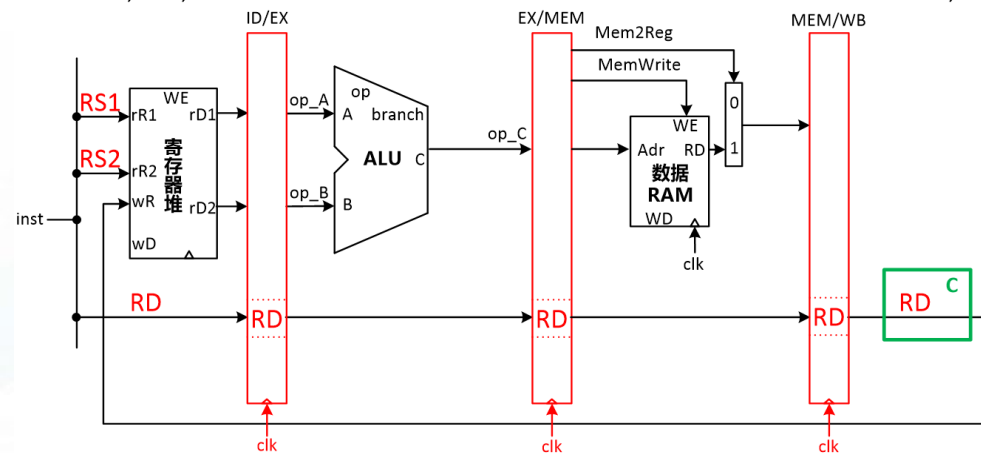 ID/EX
EX/MEM
MEM/WB
Mem2Reg
MemWrite
RS1
RS2
inst
WE
rR1
rD1
rR2
rD2
wR
wD
寄存器堆
op_A
op_B
op
A
branch
ALU
C
B
op_C
WE
Adr
RD
数据
RAM
WD
clk
0
1
RD
RD
RD
RD
RD
C
clk
clk
clk